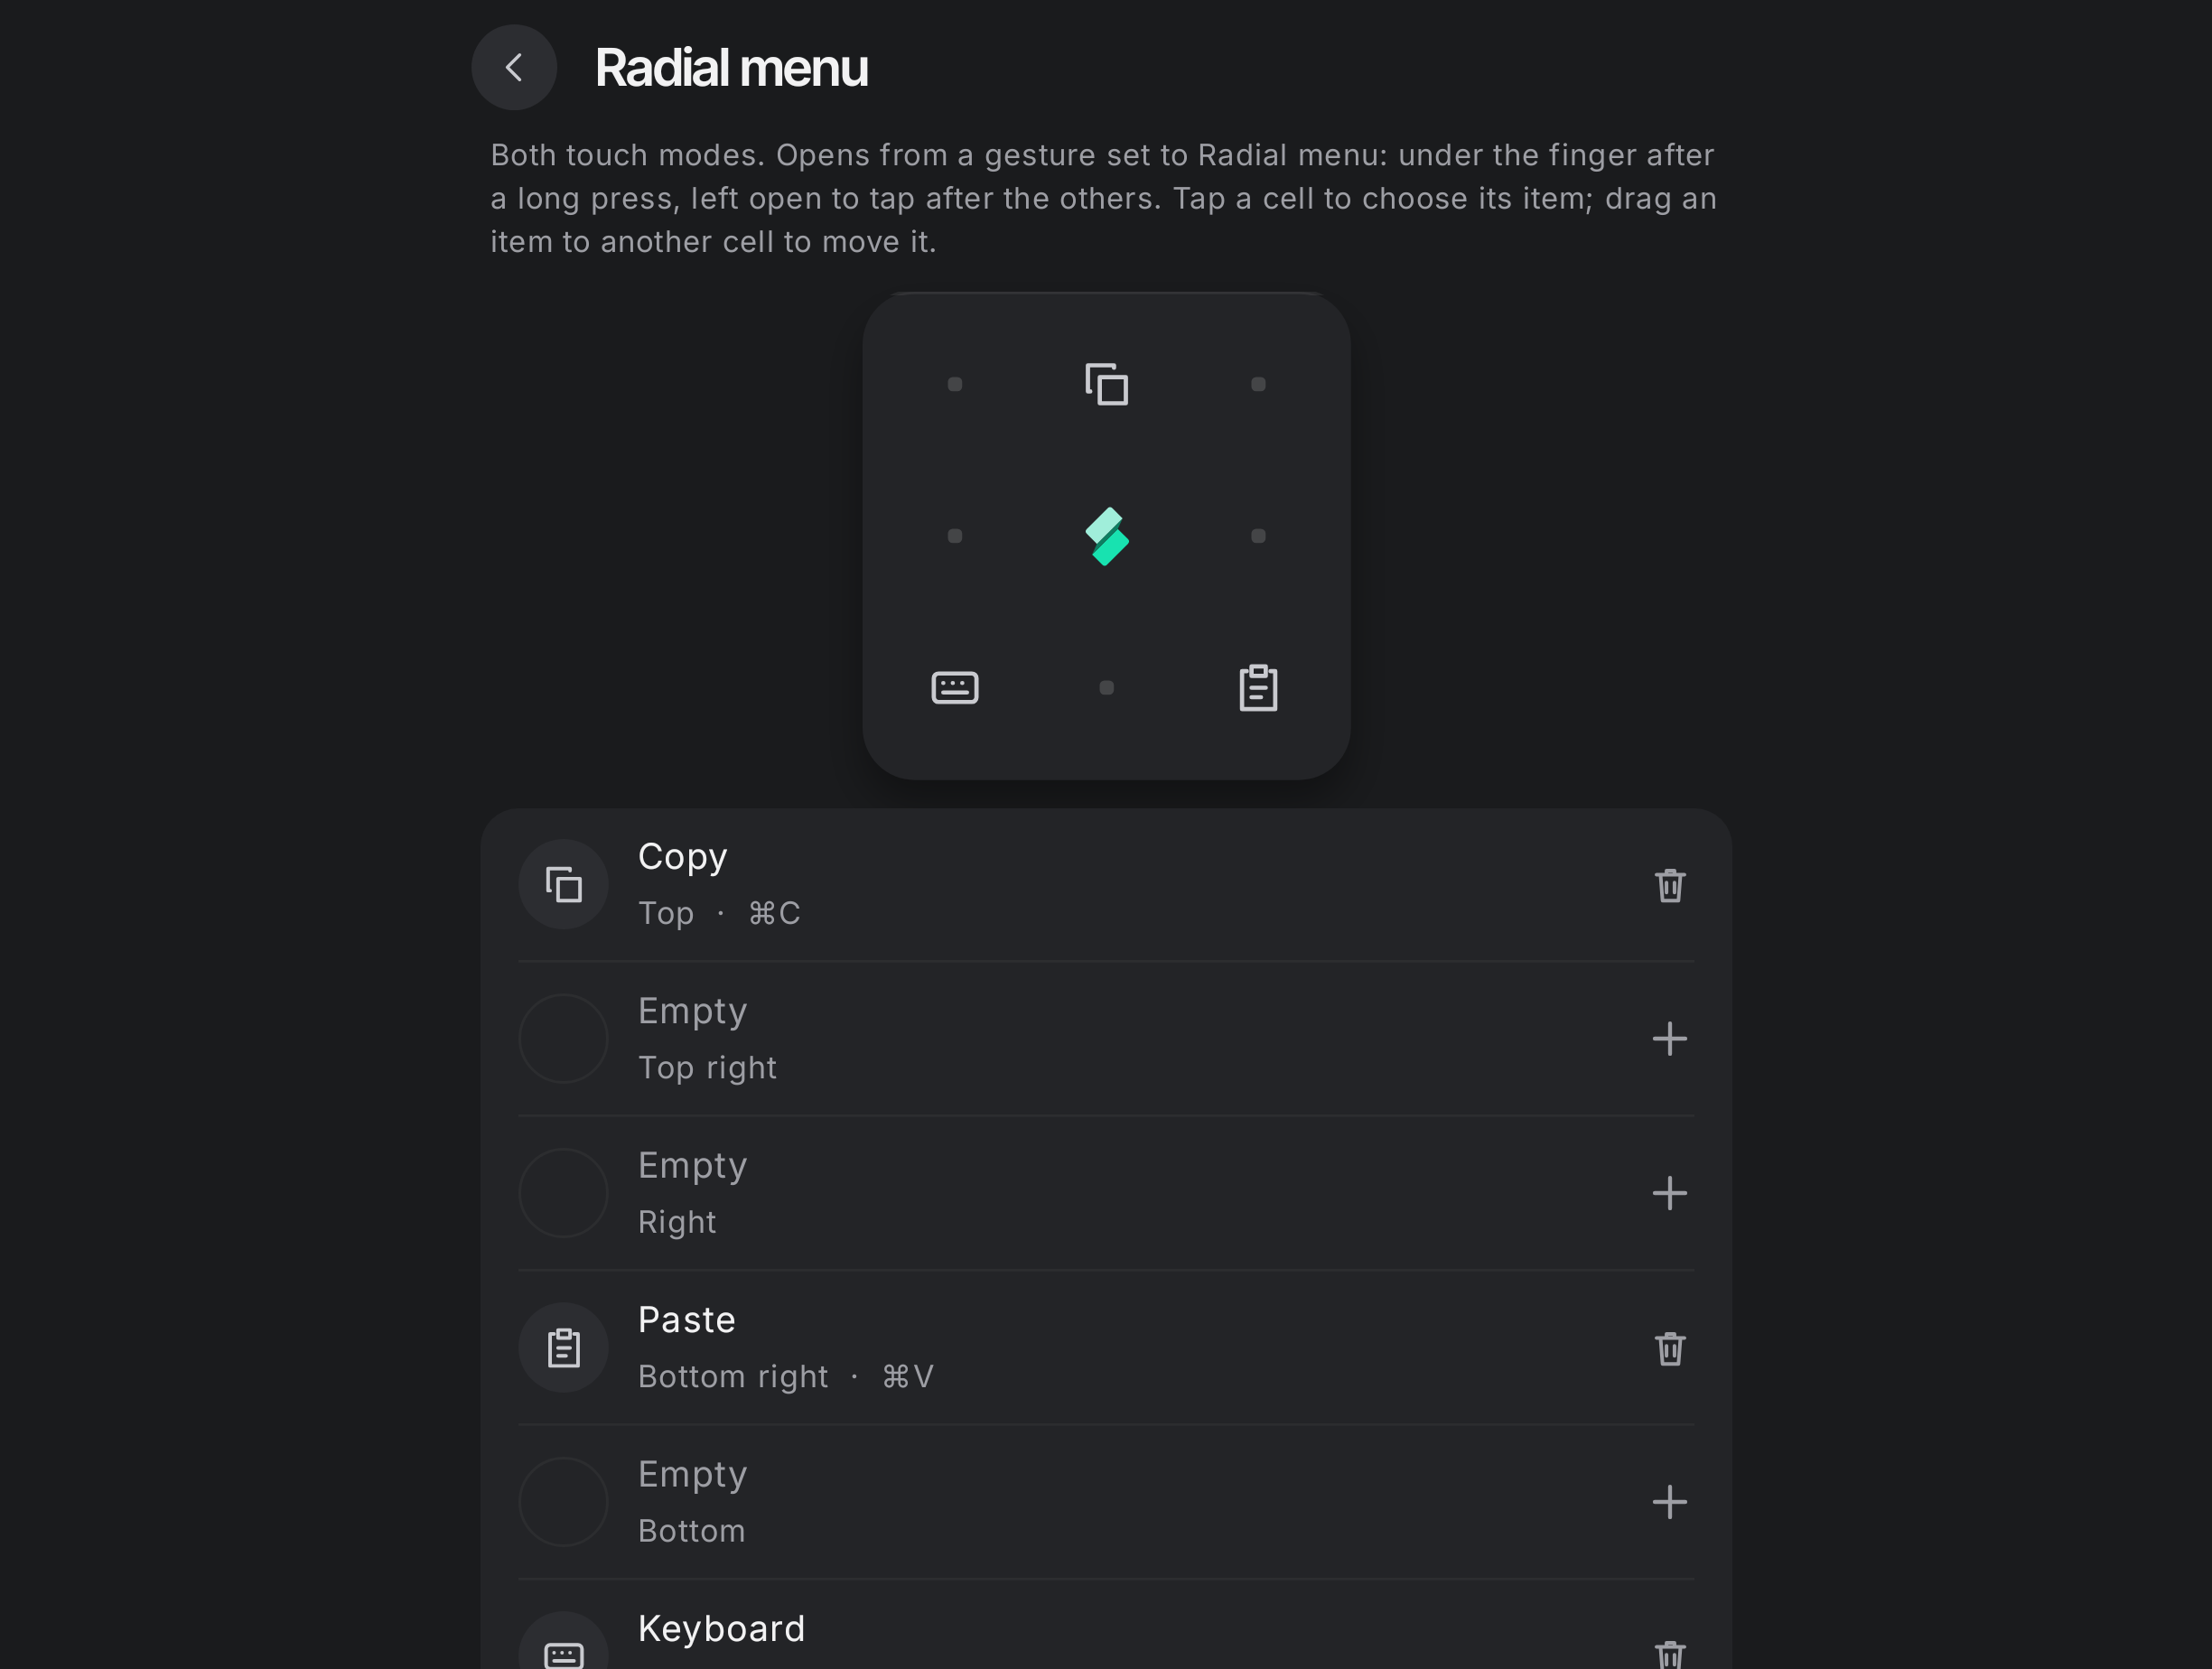 Radial menu
Both touch modes. Opens from a gesture set to Radial menu: under the finger after
a long press, left open to tap after the others. Tap a cell to choose its item; drag an
item to another cell to move it.
Copy
Top · ⌘C
Empty
Top right
Empty
Right
Paste
Bottom right · ⌘V
Empty
Bottom
Keyboard